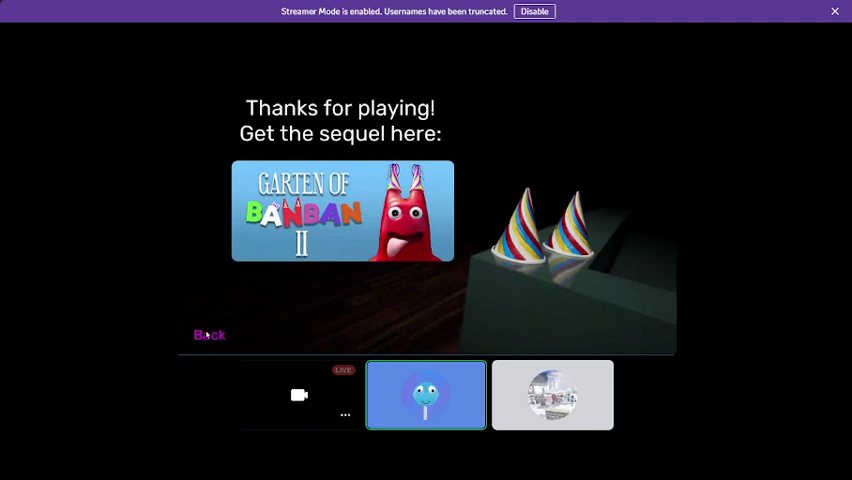 Streamer Mode is enabled. Usernames have been truncated. Disable
Thanks for playing!
Get the sequel here:
GARTEN OF
BANBAN
II
Back
LIVE